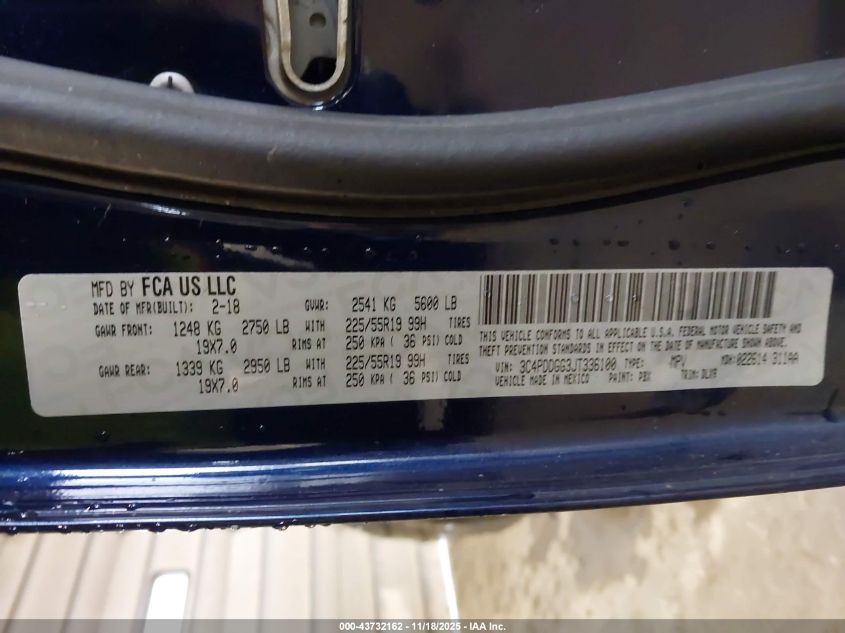 MFD BY FCA US LLC
DATE OF MFR(BUILT): 2-18 GVWR: 2541 KG 5600 LB
GAWR FRONT: 1248 KG 2750 LB WITH 225/55R19 99H TIRES
19X7.0 RIMS AT 250 KPA ( 36 PSI) COLD
GAWR REAR: 1339 KG 2950 LB WITH 225/55R19 99H TIRES
19X7.0 RIMS AT 250 KPA ( 36 PSI) COLD
THIS VEHICLE CONFORMS TO ALL APPLICABLE U.S.A. FEDERAL MOTOR VEHICLE SAFETY AND
THEFT PREVENTION STANDARDS IN EFFECT ON THE DATE OF MANUFACTURE SHOWN ABOVE.
VIN: 3C4PDDGG3JT336100 TYPE: MPV MDH: 022614 311AA
VEHICLE MADE IN MEXICO PAINT: PBX TRIM: DLX9
000-43732162 - 11/18/2025 - IAA Inc.